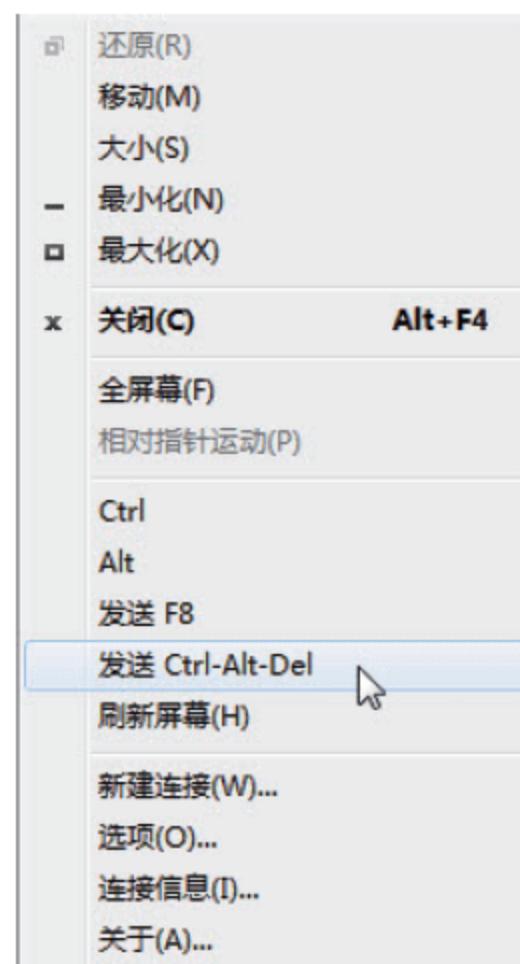 还原(R)
移动(M)
大小(S)
最小化(N)
最大化(X)
关闭(C) Alt+F4
全屏幕(F)
相对指针运动(P)
Ctrl
Alt
发送 F8
发送 Ctrl-Alt-Del
刷新屏幕(H)
新建连接(W)...
选项(O)...
连接信息(I)...
关于(A)...